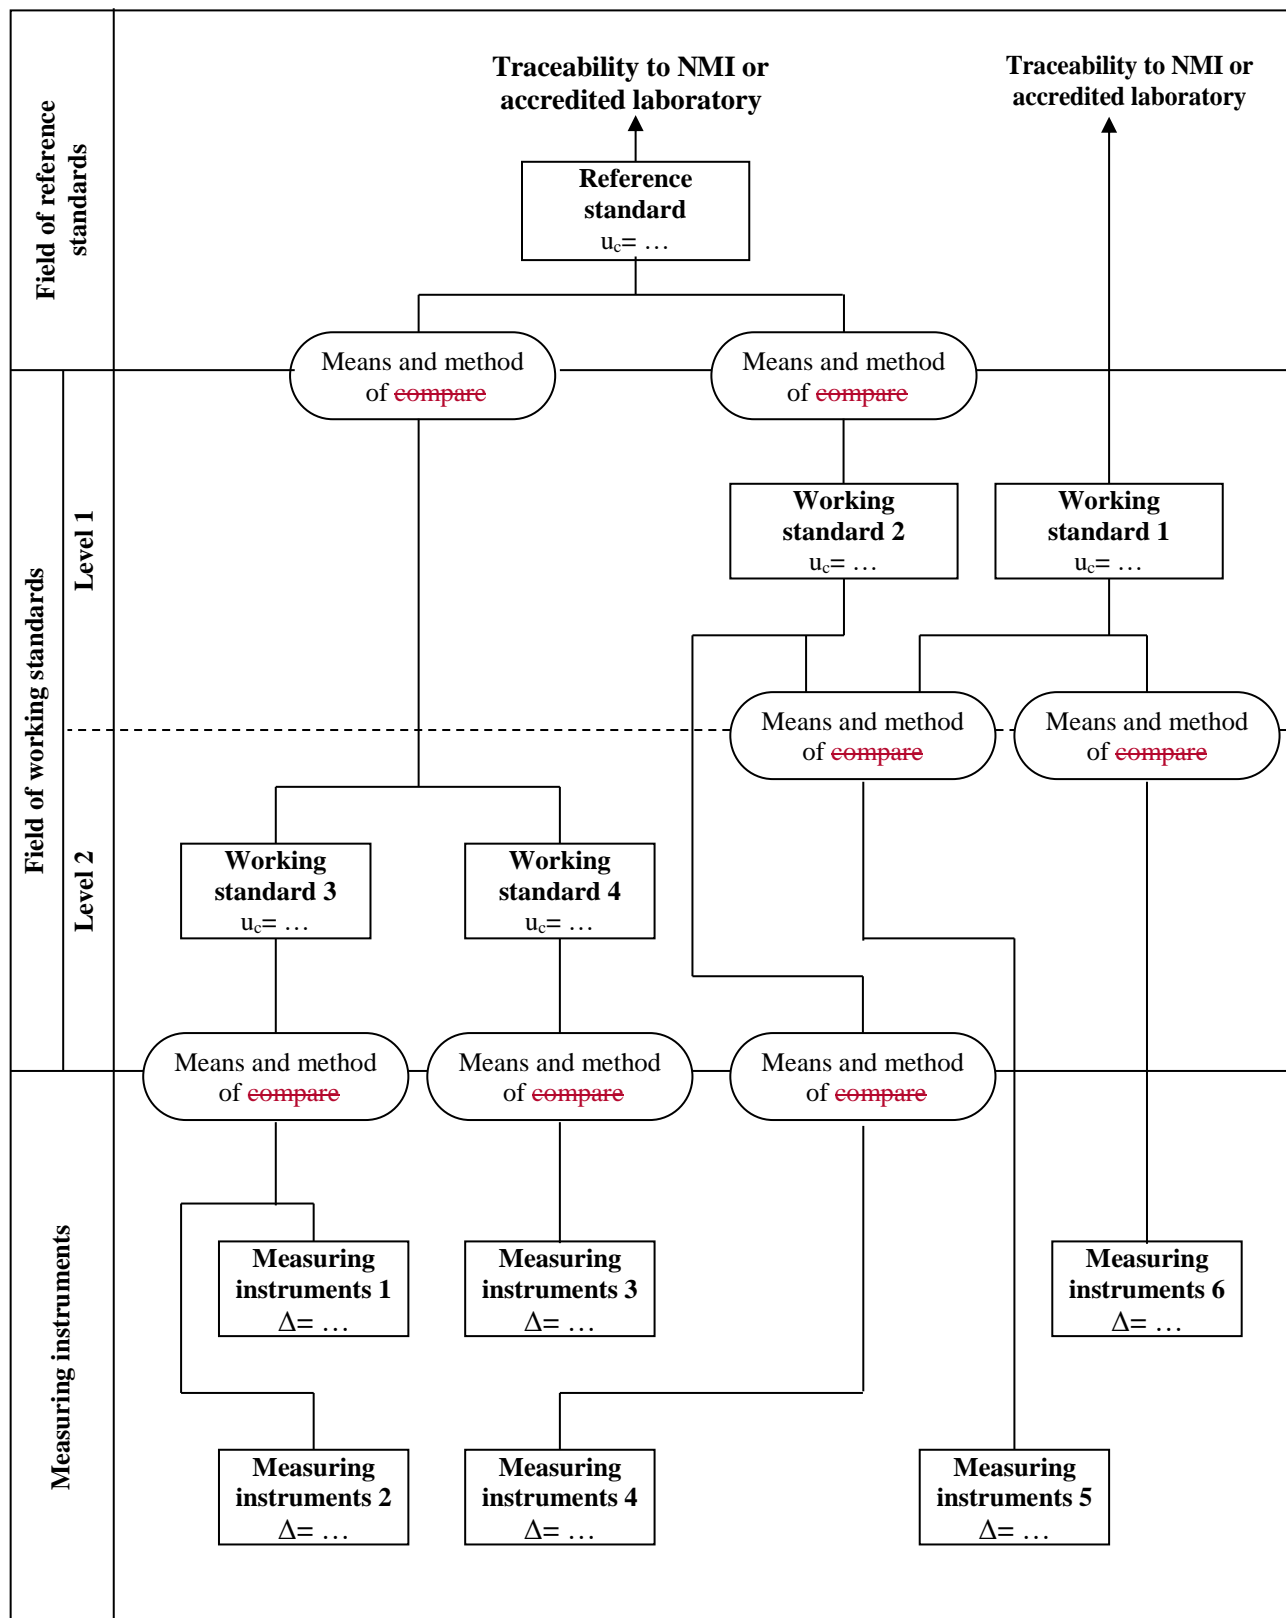 Traceability to NMI or
accredited laboratory
Traceability to NMI or
accredited laboratory
Field of reference
standards
Reference
standard
uc= …
Means and method
of compare
Means and method
of compare
Field of working standards
Level 1
Working
standard 2
uc= …
Working
standard 1
uc= …
Means and method
of compare
Means and method
of compare
Level 2
Working
standard 3
uc= …
Working
standard 4
uc= …
Means and method
of compare
Means and method
of compare
Means and method
of compare
Measuring instruments
Measuring
instruments 1
Δ= …
Measuring
instruments 3
Δ= …
Measuring
instruments 6
Δ= …
Measuring
instruments 2
Δ= …
Measuring
instruments 4
Δ= …
Measuring
instruments 5
Δ= …